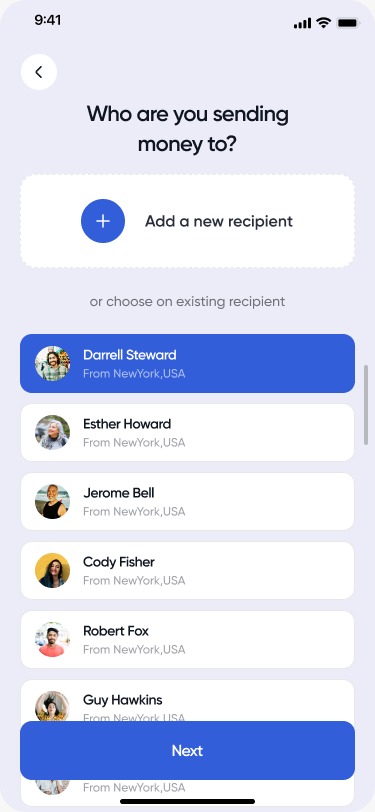 9:41
Who are you sending
money to?
Add a new recipient
or choose on existing recipient
Darrell Steward
From NewYork,USA
Esther Howard
From NewYork,USA
Jerome Bell
From NewYork,USA
Cody Fisher
From NewYork,USA
Robert Fox
From NewYork,USA
Guy Hawkins
From NewYork,USA
Next
From NewYork,USA